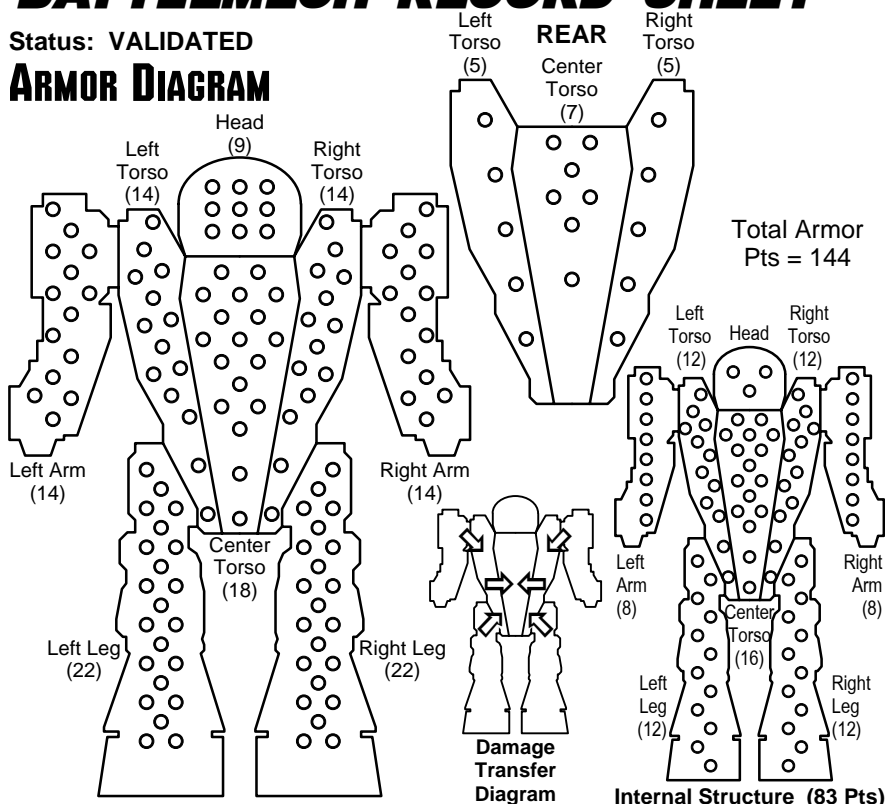 BATTLEMECH RECORD SHEET
Status: VALIDATED
ARMOR DIAGRAM
Head
(9)
Left
Torso
(14)
Right
Torso
(14)
Left Arm
(14)
Right Arm
(14)
Center
Torso
(18)
Left Leg
(22)
Right Leg
(22)
REAR
Left
Torso
(5)
Center
Torso
(7)
Right
Torso
(5)
Total Armor
Pts = 144
Damage
Transfer
Diagram
Left
Torso
(12)
Head
Right
Torso
(12)
Left
Arm
(8)
Right
Arm
(8)
Center
Torso
(16)
Left
Leg
(12)
Right
Leg
(12)
Internal Structure (83 Pts)